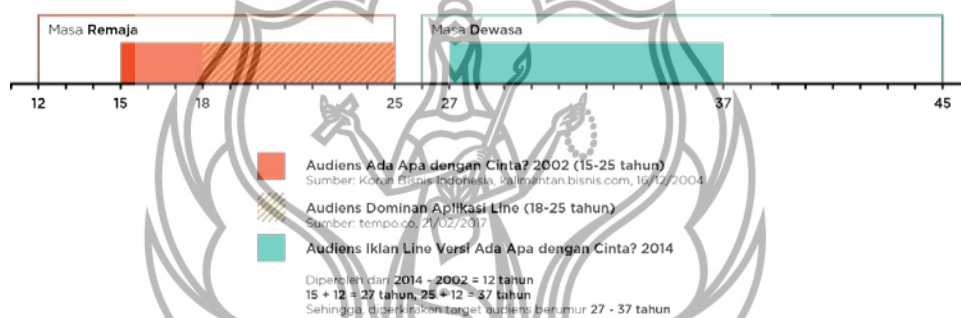 Masa Remaja
Masa Dewasa
12 15 18 25 27 37 45
Audiens Ada Apa dengan Cinta? 2002 (15-25 tahun)
Sumber: Koran Bisnis Indonesia, kalimantan.bisnis.com, 16/12/2004
Audiens Dominan Aplikasi Line (18-25 tahun)
Sumber: tempo.co, 21/02/2017
Audiens Iklan Line Versi Ada Apa dengan Cinta? 2014
Diperoleh dari 2014 - 2002 = 12 tahun
15 + 12 = 27 tahun, 25 + 12 = 37 tahun
Sehingga, diperkirakan target audiens berumur 27 - 37 tahun